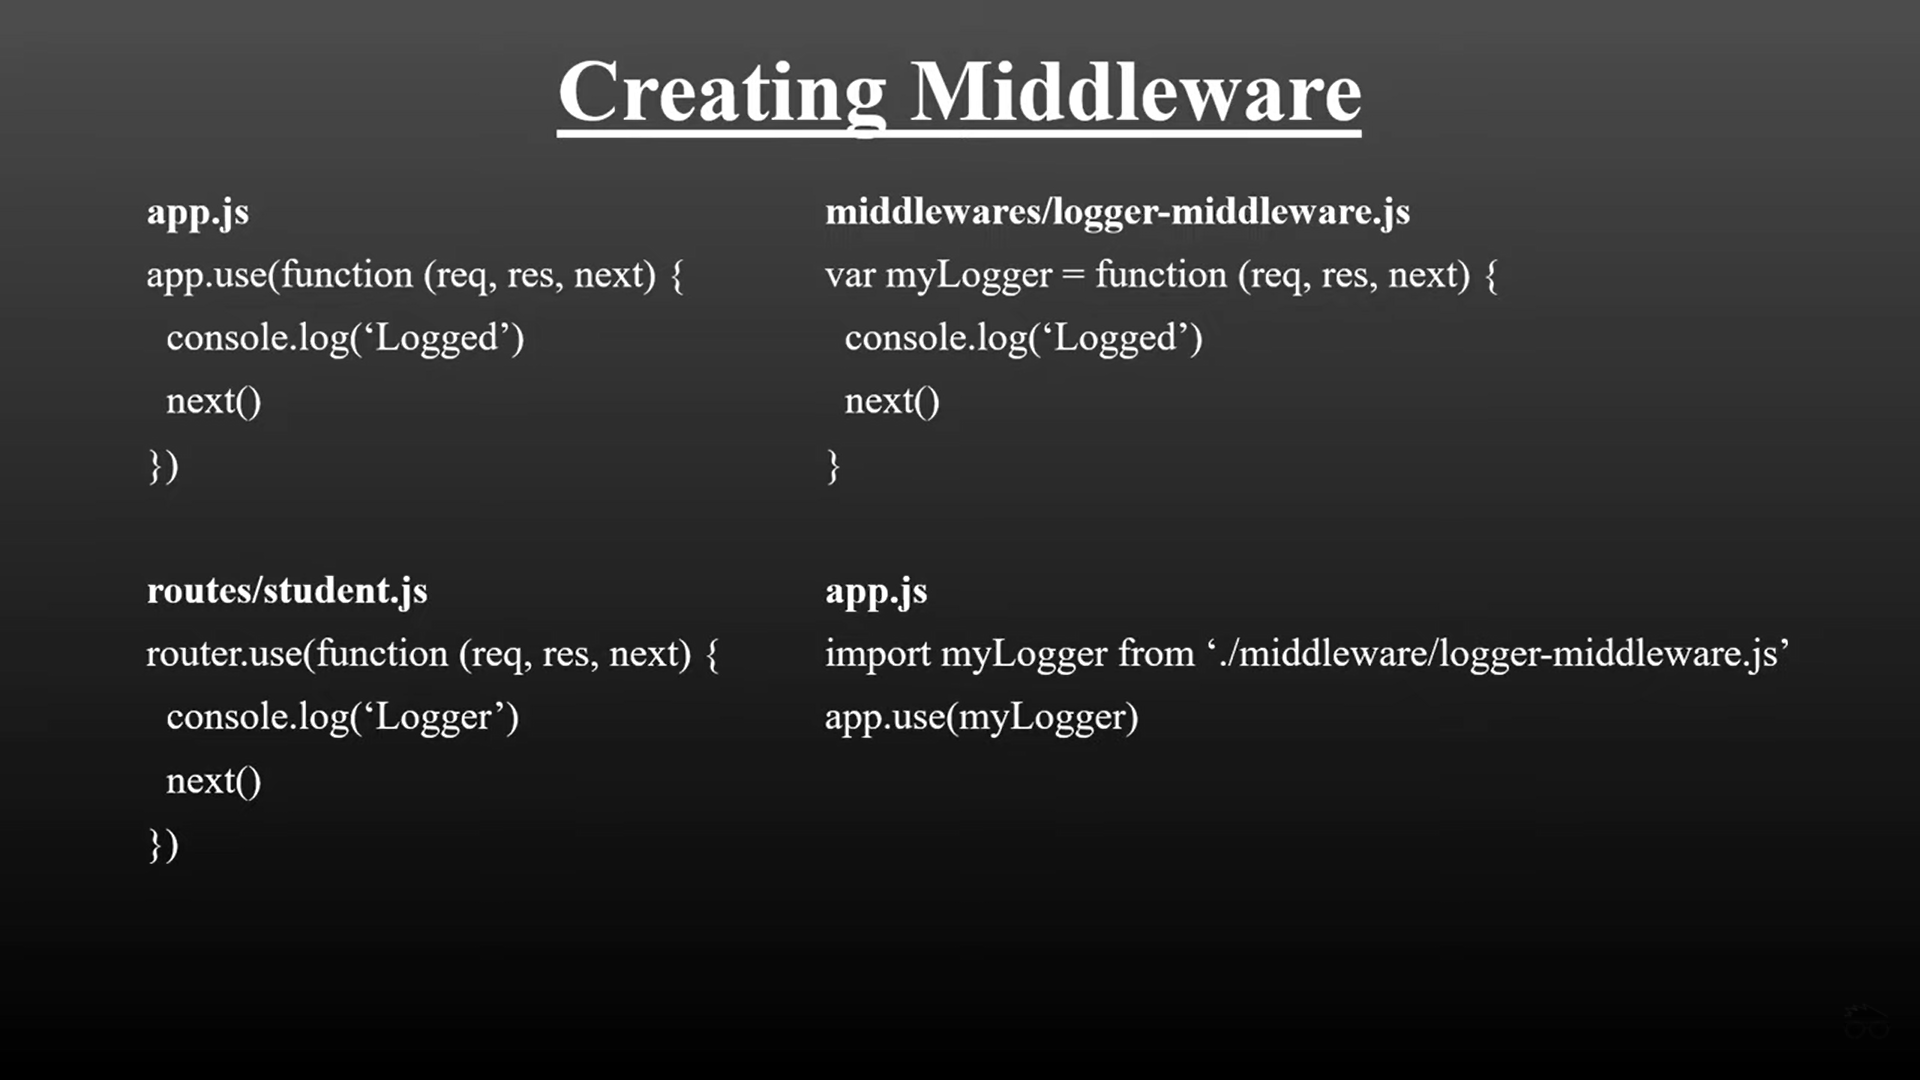 Creating Middleware
app.js
app.use(function (req, res, next) {
console.log(‘Logged’)
next()
})
routes/student.js
router.use(function (req, res, next) {
console.log(‘Logger’)
next()
})
middlewares/logger-middleware.js
var myLogger = function (req, res, next) {
console.log(‘Logged’)
next()
}
app.js
import myLogger from ‘./middleware/logger-middleware.js’
app.use(myLogger)